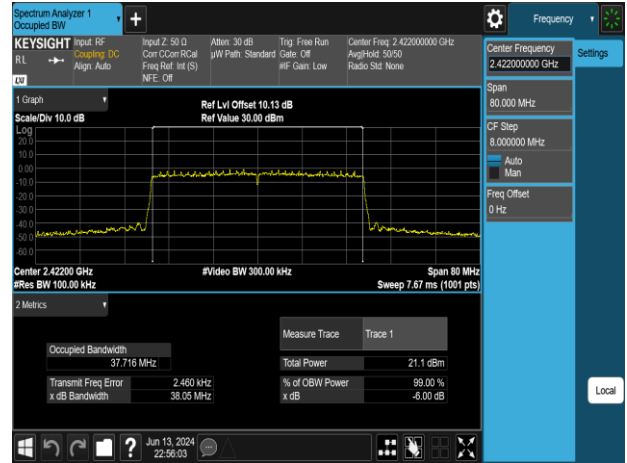 Spectrum Analyzer 1
Occupied BW
+
Frequency
KEYSIGHT
RL
LXI
Input: RF
Coupling: DC
Align: Auto
Input Z: 50 Ω
Corr CCorr RCal
Freq Ref: Int (S)
NFE: Off
Atten: 30 dB
µW Path: Standard
Trig: Free Run
Gate: Off
#IF Gain: Low
Center Freq: 2.422000000 GHz
Avg|Hold: 50/50
Radio Std: None
Center Frequency
2.422000000 GHz
Settings
Span
80.000 MHz
CF Step
8.000000 MHz
Auto
Man
Freq Offset
0 Hz
Local
1 Graph
Scale/Div 10.0 dB
Ref Lvl Offset 10.13 dB
Ref Value 30.00 dBm
Log
20.0
10.0
0.00
-10.0
-20.0
-30.0
-40.0
-50.0
-60.0
Center 2.42200 GHz
#Video BW 300.00 kHz
Span 80 MHz
#Res BW 100.00 kHz
Sweep 7.67 ms (1001 pts)
2 Metrics
Measure Trace
Trace 1
Occupied Bandwidth
37.716 MHz
Total Power
21.1 dBm
Transmit Freq Error
2.460 kHz
% of OBW Power
99.00 %
x dB Bandwidth
38.05 MHz
x dB
-6.00 dB
?
Jun 13, 2024
22:56:03